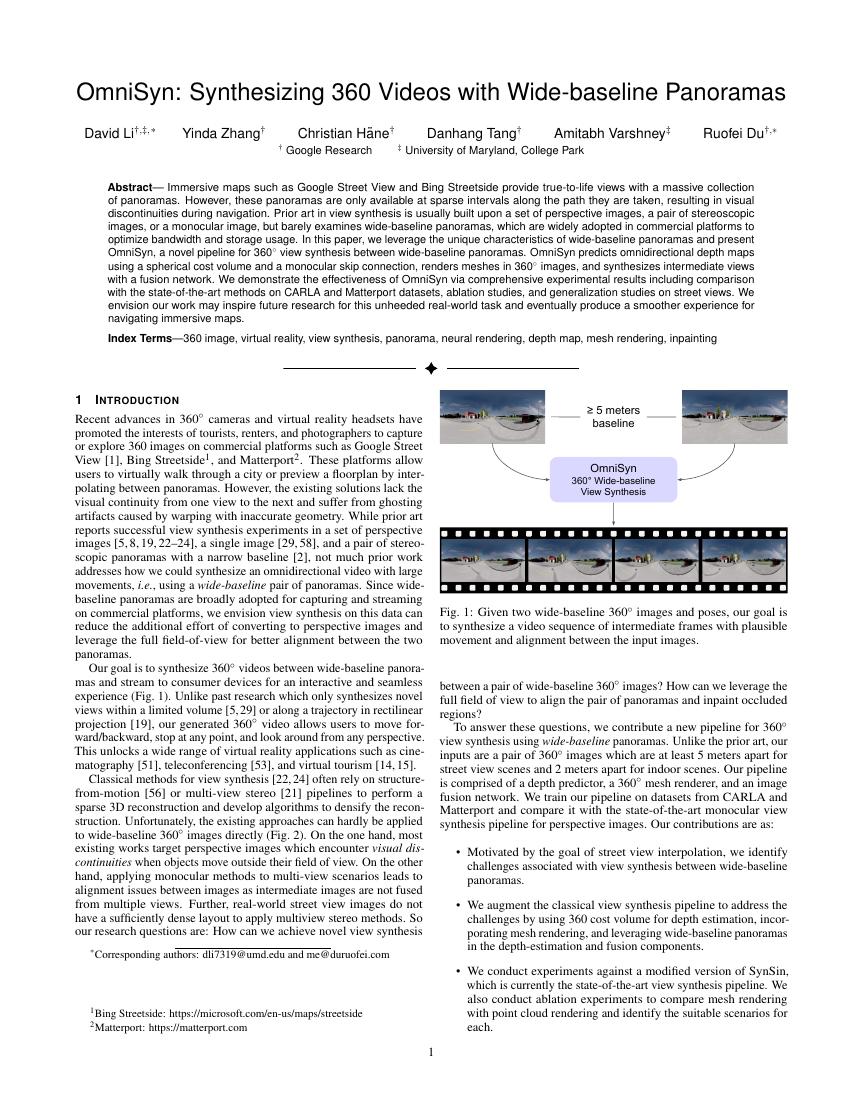 OmniSyn: Synthesizing 360 Videos with Wide-baseline Panoramas
David Li†,‡,* Yinda Zhang† Christian Häne† Danhang Tang† Amitabh Varshney‡ Ruofei Du†,*
† Google Research ‡ University of Maryland, College Park
Abstract— Immersive maps such as Google Street View and Bing Streetside provide true-to-life views with a massive collection
of panoramas. However, these panoramas are only available at sparse intervals along the path they are taken, resulting in visual
discontinuities during navigation. Prior art in view synthesis is usually built upon a set of perspective images, a pair of stereoscopic
images, or a monocular image, but barely examines wide-baseline panoramas, which are widely adopted in commercial platforms to
optimize bandwidth and storage usage. In this paper, we leverage the unique characteristics of wide-baseline panoramas and present
OmniSyn, a novel pipeline for 360° view synthesis between wide-baseline panoramas. OmniSyn predicts omnidirectional depth maps
using a spherical cost volume and a monocular skip connection, renders meshes in 360° images, and synthesizes intermediate views
with a fusion network. We demonstrate the effectiveness of OmniSyn via comprehensive experimental results including comparison
with the state-of-the-art methods on CARLA and Matterport datasets, ablation studies, and generalization studies on street views. We
envision our work may inspire future research for this unheeded real-world task and eventually produce a smoother experience for
navigating immersive maps.
Index Terms—360 image, virtual reality, view synthesis, panorama, neural rendering, depth map, mesh rendering, inpainting
1 INTRODUCTION
Recent advances in 360° cameras and virtual reality headsets have
promoted the interests of tourists, renters, and photographers to capture
or explore 360 images on commercial platforms such as Google Street
View [1], Bing Streetside1, and Matterport2. These platforms allow
users to virtually walk through a city or preview a floorplan by inter-
polating between panoramas. However, the existing solutions lack the
visual continuity from one view to the next and suffer from ghosting
artifacts caused by warping with inaccurate geometry. While prior art
reports successful view synthesis experiments in a set of perspective
images [5, 8, 19, 22–24], a single image [29, 58], and a pair of stereo-
scopic panoramas with a narrow baseline [2], not much prior work
addresses how we could synthesize an omnidirectional video with large
movements, i.e., using a wide-baseline pair of panoramas. Since wide-
baseline panoramas are broadly adopted for capturing and streaming
on commercial platforms, we envision view synthesis on this data can
reduce the additional effort of converting to perspective images and
leverage the full field-of-view for better alignment between the two
panoramas.
Our goal is to synthesize 360° videos between wide-baseline panora-
mas and stream to consumer devices for an interactive and seamless
experience (Fig. 1). Unlike past research which only synthesizes novel
views within a limited volume [5, 29] or along a trajectory in rectilinear
projection [19], our generated 360° video allows users to move for-
ward/backward, stop at any point, and look around from any perspective.
This unlocks a wide range of virtual reality applications such as cine-
matography [51], teleconferencing [53], and virtual tourism [14, 15].
Classical methods for view synthesis [22, 24] often rely on structure-
from-motion [56] or multi-view stereo [21] pipelines to perform a
sparse 3D reconstruction and develop algorithms to densify the recon-
struction. Unfortunately, the existing approaches can hardly be applied
to wide-baseline 360° images directly (Fig. 2). On the one hand, most
existing works target perspective images which encounter visual dis-
continuities when objects move outside their field of view. On the other
hand, applying monocular methods to multi-view scenarios leads to
alignment issues between images as intermediate images are not fused
from multiple views. Further, real-world street view images do not
have a sufficiently dense layout to apply multiview stereo methods. So
our research questions are: How can we achieve novel view synthesis
*Corresponding authors: dli7319@umd.edu and me@duruofei.com
1Bing Streetside: https://microsoft.com/en-us/maps/streetside
2Matterport: https://matterport.com
≥ 5 meters
baseline
OmniSyn
360° Wide-baseline
View Synthesis
Fig. 1: Given two wide-baseline 360° images and poses, our goal is
to synthesize a video sequence of intermediate frames with plausible
movement and alignment between the input images.
between a pair of wide-baseline 360° images? How can we leverage the
full field of view to align the pair of panoramas and inpaint occluded
regions?
To answer these questions, we contribute a new pipeline for 360°
view synthesis using wide-baseline panoramas. Unlike the prior art, our
inputs are a pair of 360° images which are at least 5 meters apart for
street view scenes and 2 meters apart for indoor scenes. Our pipeline
is comprised of a depth predictor, a 360° mesh renderer, and an image
fusion network. We train our pipeline on datasets from CARLA and
Matterport and compare it with the state-of-the-art monocular view
synthesis pipeline for perspective images. Our contributions are as:
• Motivated by the goal of street view interpolation, we identify
challenges associated with view synthesis between wide-baseline
panoramas.
• We augment the classical view synthesis pipeline to address the
challenges by using 360 cost volume for depth estimation, incor-
porating mesh rendering, and leveraging wide-baseline panoramas
in the depth-estimation and fusion components.
• We conduct experiments against a modified version of SynSin,
which is currently the state-of-the-art view synthesis pipeline. We
also conduct ablation experiments to compare mesh rendering
with point cloud rendering and identify the suitable scenarios for
each.
1